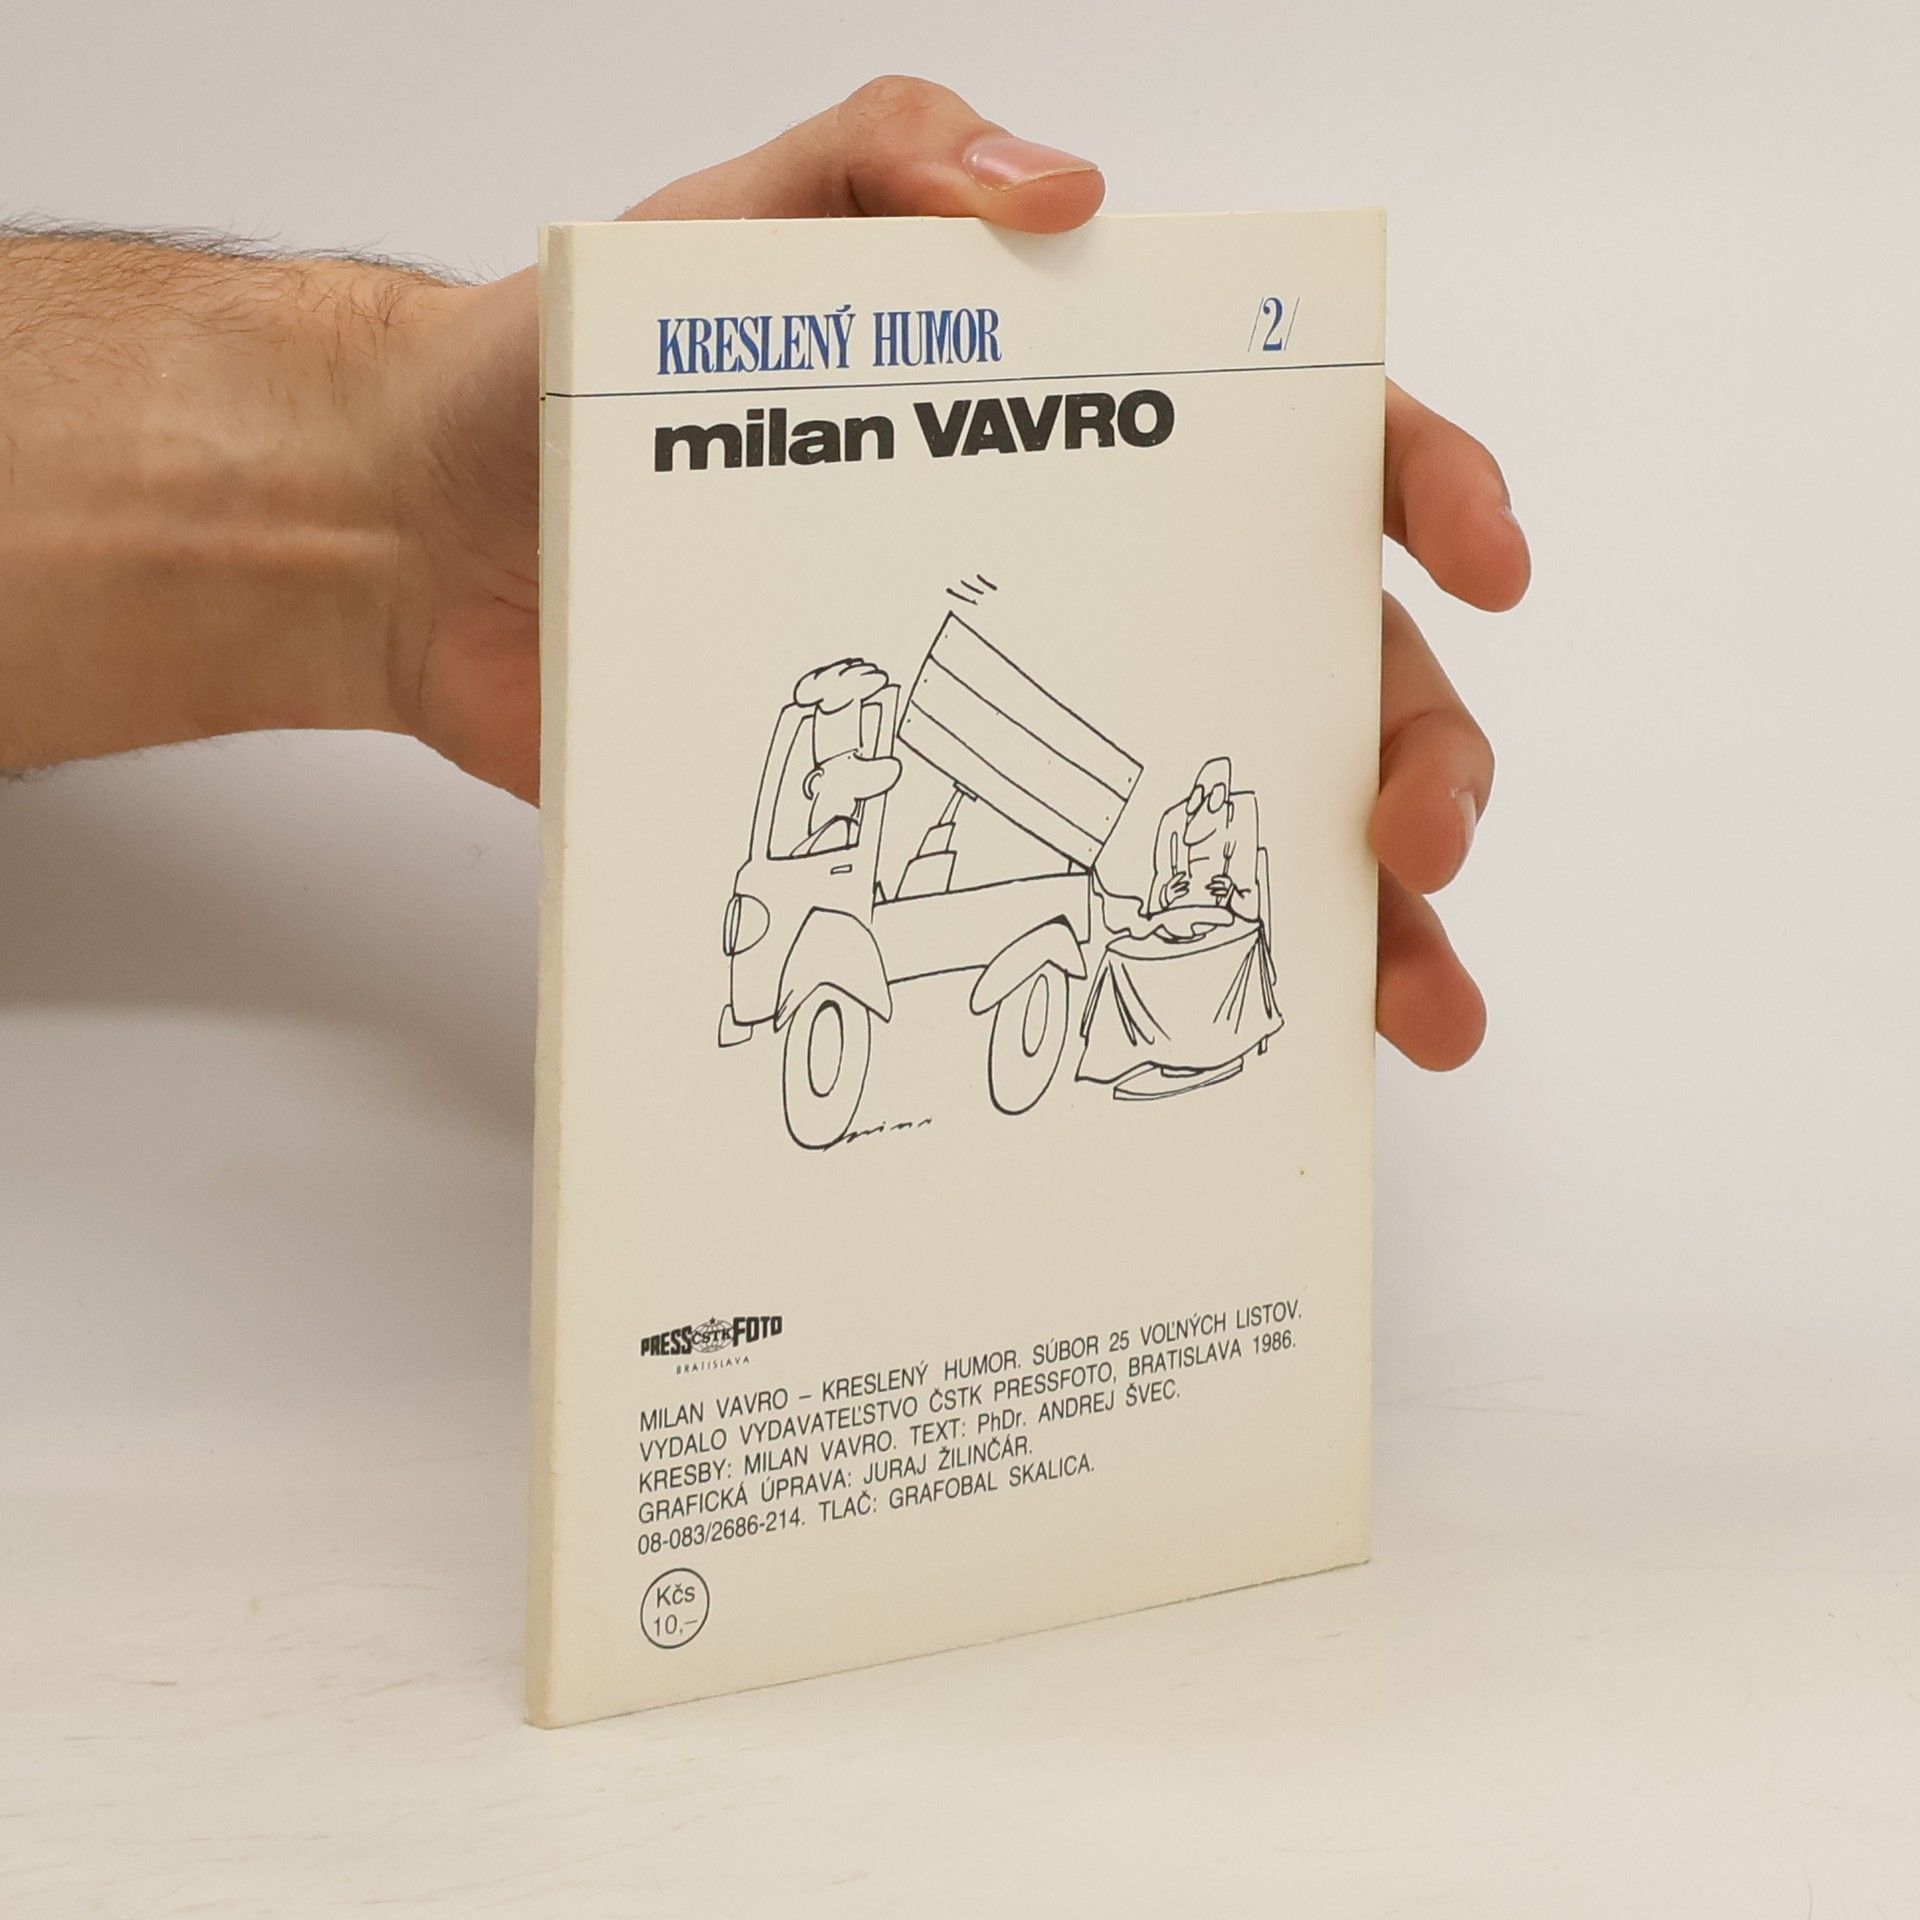 KRESLENÝ HUMOR /2/
milan VAVRO
PRESS ČSTK FOTO
BRATISLAVA
MILAN VAVRO – KRESLENÝ HUMOR. SÚBOR 25 VOĽNÝCH LISTOV.
VYDALO VYDAVATEĽSTVO ČSTK PRESSFOTO, BRATISLAVA 1986.
KRESBY: MILAN VAVRO. TEXT: PhDr. ANDREJ ŠVEC.
GRAFICKÁ ÚPRAVA: JURAJ ŽILINČÁR.
08-083/2686-214. TLAČ: GRAFOBAL SKALICA.
Kčs
10,–